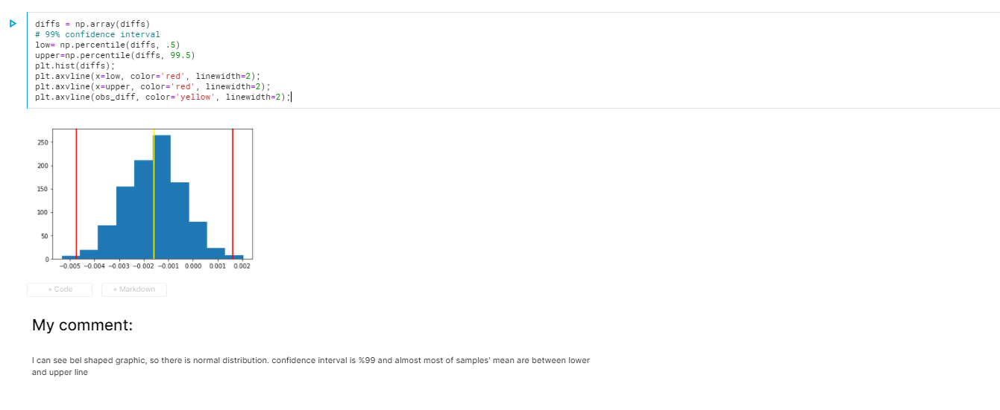 diffs = np.array(diffs)
# 99% confidence interval
low= np.percentile(diffs, .5)
upper=np.percentile(diffs, 99.5)
plt.hist(diffs);
plt.axvline(x=low, color='red', linewidth=2);
plt.axvline(x=upper, color='red', linewidth=2);
plt.axvline(obs_diff, color='yellow', linewidth=2);
250
200
150
100
50
0
−0.005 −0.004 −0.003 −0.002 −0.001 0.000 0.001 0.002
+ Code + Markdown
My comment:
I can see bel shaped graphic, so there is normal distribution. confidence interval is %99 and almost most of samples' mean are between lower
and upper line